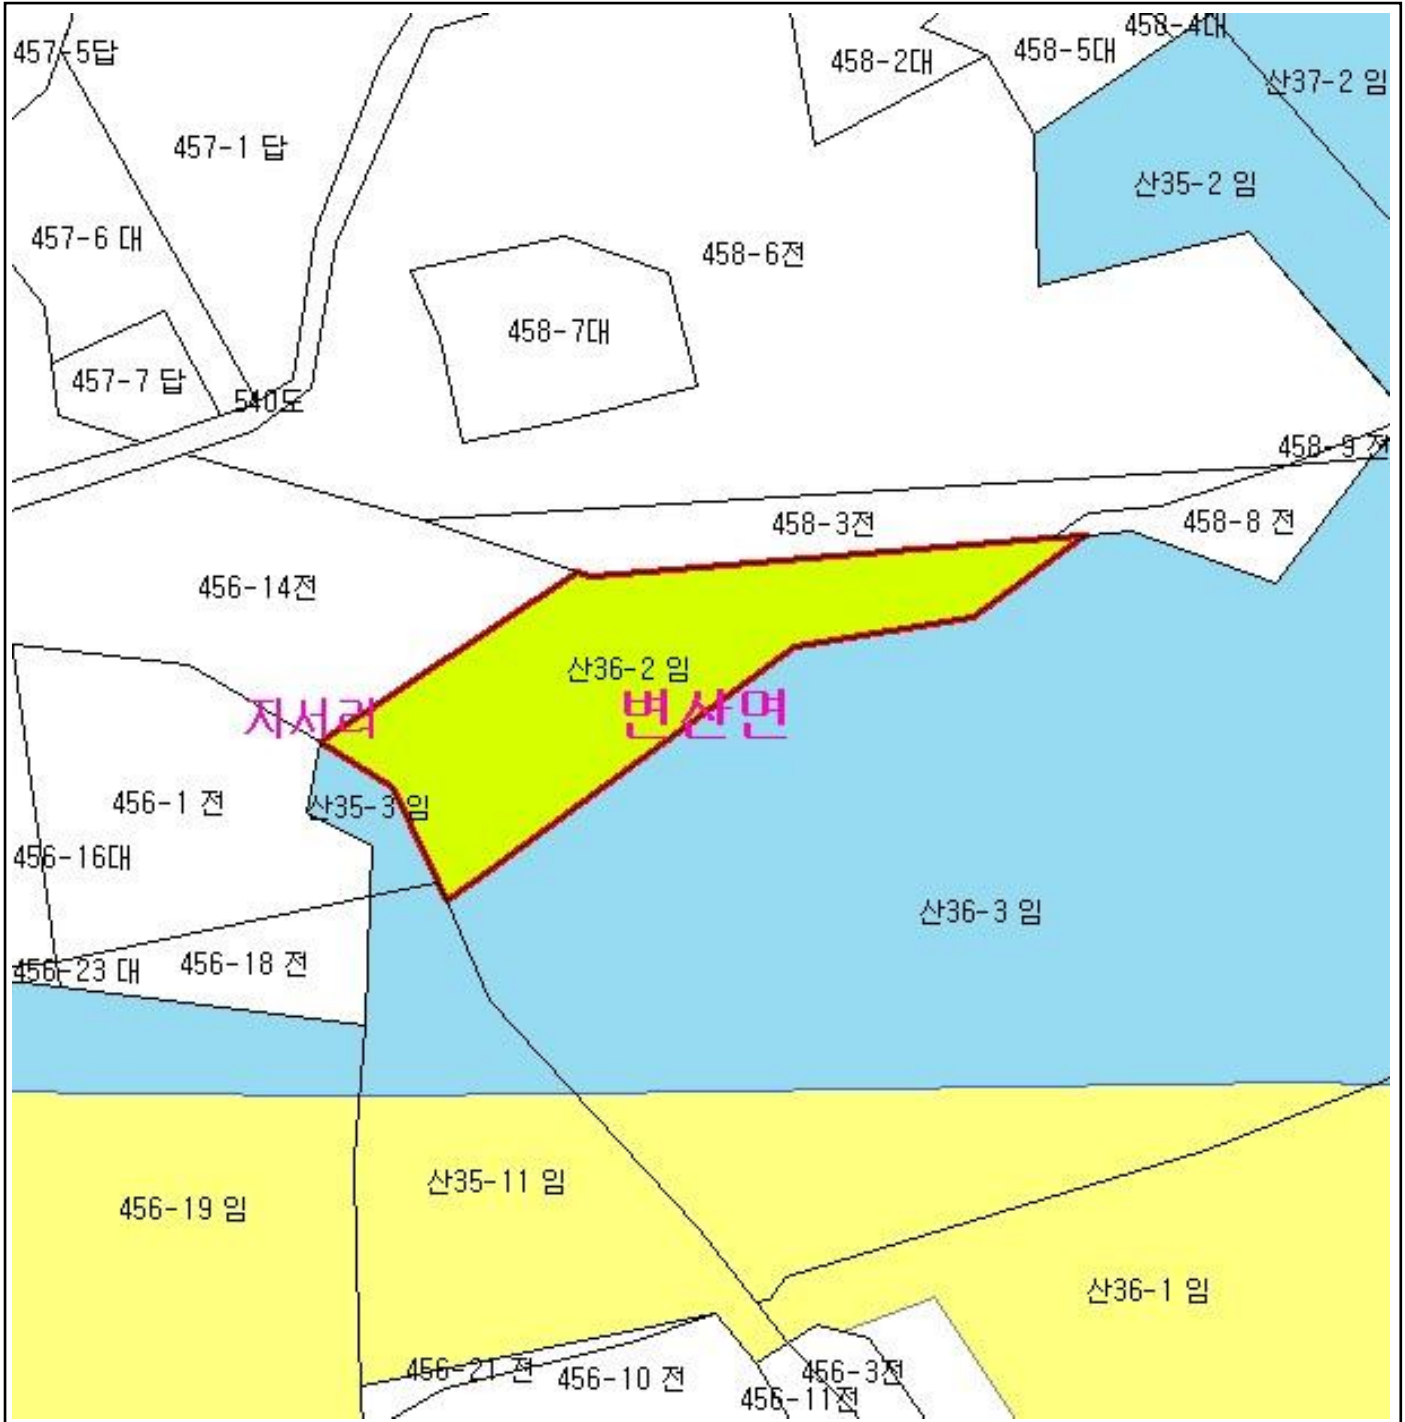 458-4대
457-5답
458-2대
458-5대
산37-2 임
457-1 답
산35-2 임
457-6 대
458-6전
458-7대
457-7 답
540도
458-9 전
458-3전
458-8 전
456-14전
산36-2 임
지서리
변산면
456-1 전
산35-3 임
456-16대
산36-3 임
456-23 대
456-18 전
산35-11 임
456-19 임
산36-1 임
456-21 전
456-10 전
456-3전
456-11전